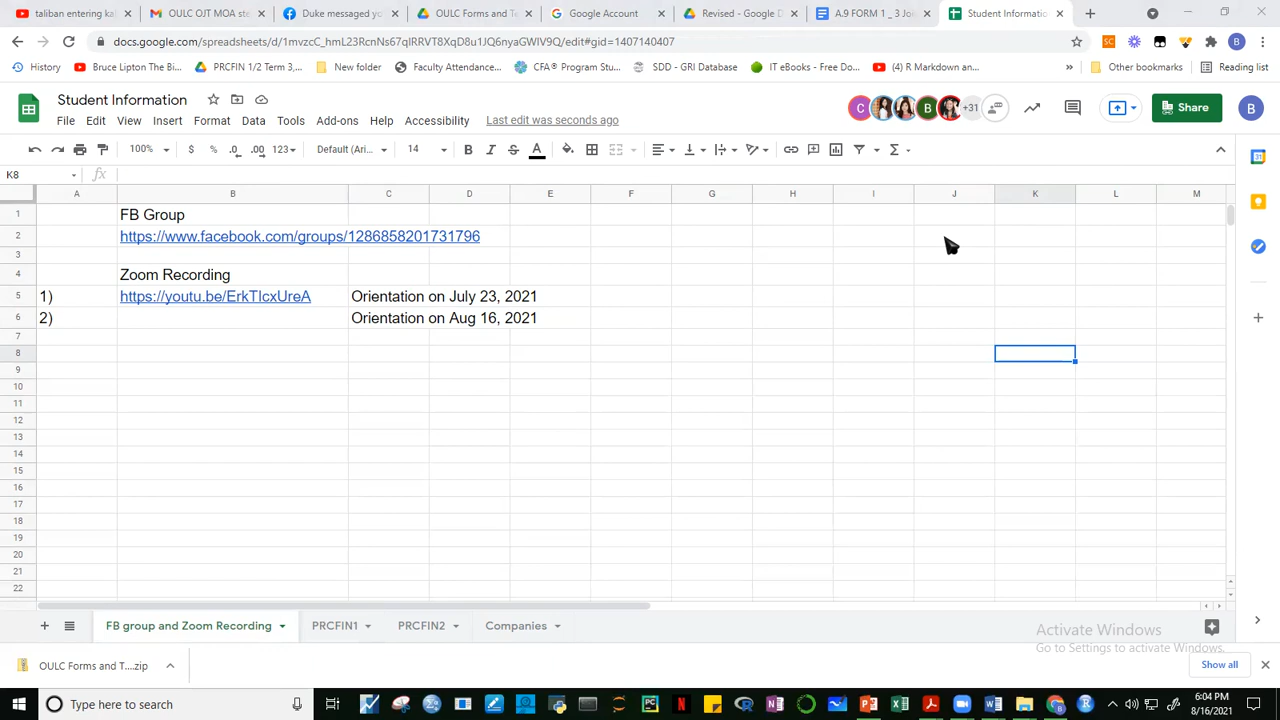 taliban entering kal
OULC OJT MOA st
Duke messaged yo
OULC Forms and Te
Google Account
Revised - Google D
A.9 FORM 1 _ 3 Jok
Student Informatio
docs.google.com/spreadsheets/d/1mvzcC_hmL23RcnNs67qlRRVT8XqD8u1JQ6nyaGWIV9Q/edit#gid=1407140407
History
Bruce Lipton The Bi...
PRCFIN 1/2 Term 3,...
New folder
Faculty Attendance...
CFA® Program Stu...
SDD - GRI Database
IT eBooks - Free Do...
(4) R Markdown an...
»
Other bookmarks
Reading list
Student Information
File Edit View Insert Format Data Tools Add-ons Help Accessibility Last edit was seconds ago
C B +31 Share B
100% $ % .0 .00 123 Default (Ari... 14 B I S A
K8 fx
A B C D E F G H I J K L M
1 FB Group
2 https://www.facebook.com/groups/1286858201731796
3
4 Zoom Recording
5 1) https://youtu.be/ErkTIcxUreA Orientation on July 23, 2021
6 2) Orientation on Aug 16, 2021
7
8
9
10
11
12
13
14
15
16
17
18
19
20
21
22
FB group and Zoom Recording PRCFIN1 PRCFIN2 Companies
Activate Windows
Go to Settings to activate Windows.
OULC Forms and T....zip
Show all
Type here to search
6:04 PM
8/16/2021